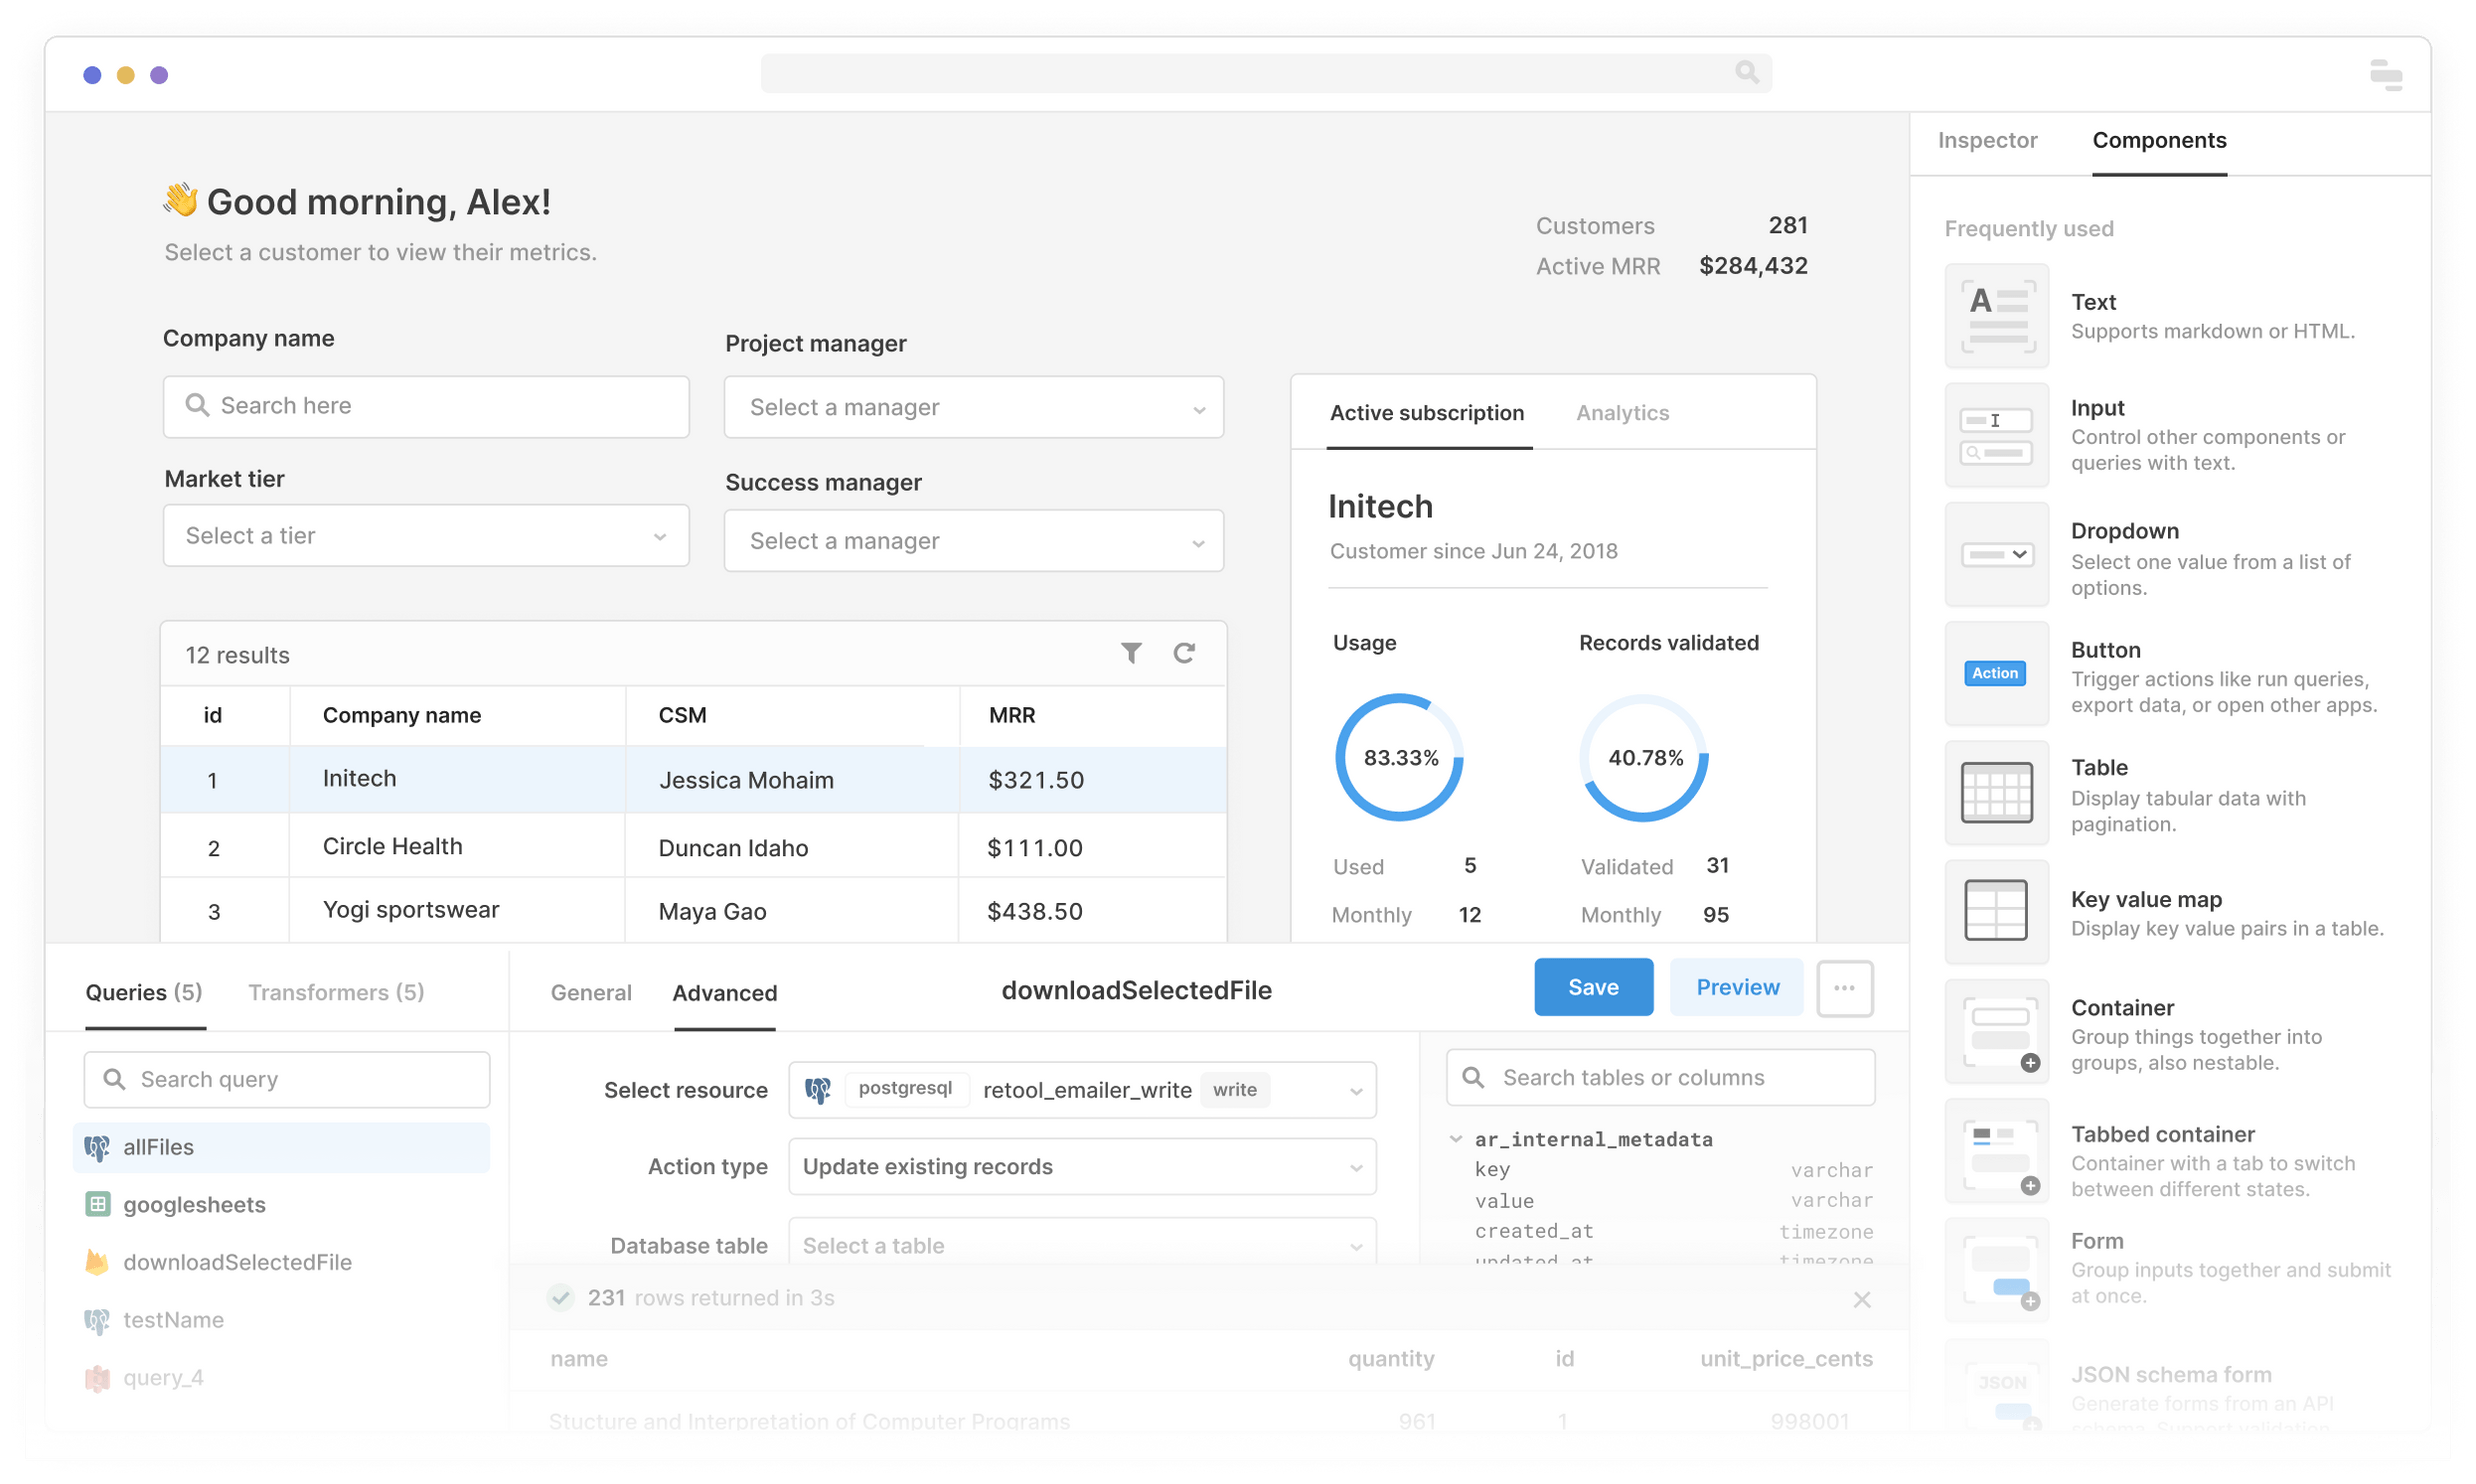 Good morning, Alex!
Select a customer to view their metrics.
Customers 281
Active MRR $284,432
Company name
Search here
Project manager
Select a manager
Market tier
Select a tier
Success manager
Select a manager
12 results
id Company name CSM MRR
1 Initech Jessica Mohaim $321.50
2 Circle Health Duncan Idaho $111.00
3 Yogi sportswear Maya Gao $438.50
Active subscription Analytics
Initech
Customer since Jun 24, 2018
Usage Records validated
83.33% 40.78%
Used 5 Validated 31
Monthly 12 Monthly 95
Queries (5) Transformers (5)
Search query
allFiles
googlesheets
downloadSelectedFile
testName
query_4
General Advanced downloadSelectedFile Save Preview
Select resource postgresql retool_emailer_write write
Action type Update existing records
Database table Select a table
Search tables or columns
ar_internal_metadata
key varchar
value varchar
created_at timezone
updated_at timezone
231 rows returned in 3s
name quantity id unit_price_cents
Stucture and Interpretation of Computer Programs 961 1 998001
Inspector Components
Frequently used
A
Text
Supports markdown or HTML.
Input
Control other components or
queries with text.
Dropdown
Select one value from a list of
options.
Action
Button
Trigger actions like run queries,
export data, or open other apps.
Table
Display tabular data with
pagination.
Key value map
Display key value pairs in a table.
Container
Group things together into
groups, also nestable.
Tabbed container
Container with a tab to switch
between different states.
Form
Group inputs together and submit
at once.
JSON
JSON schema form
Generate forms from an API
schema. Support validation